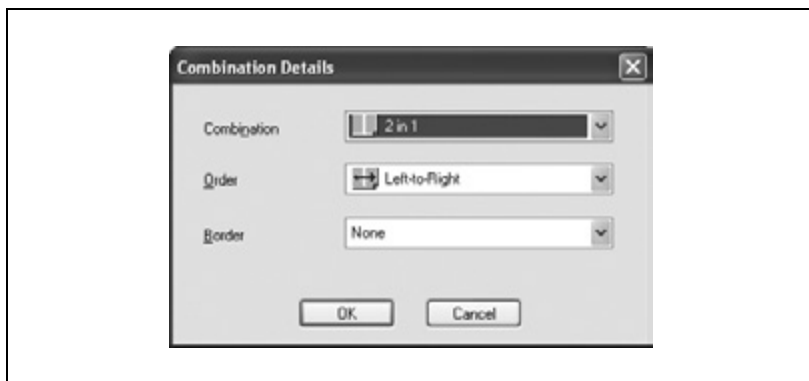 Combination Details
Combination 2 in 1
Order Left-to-Right
Border None
OK Cancel